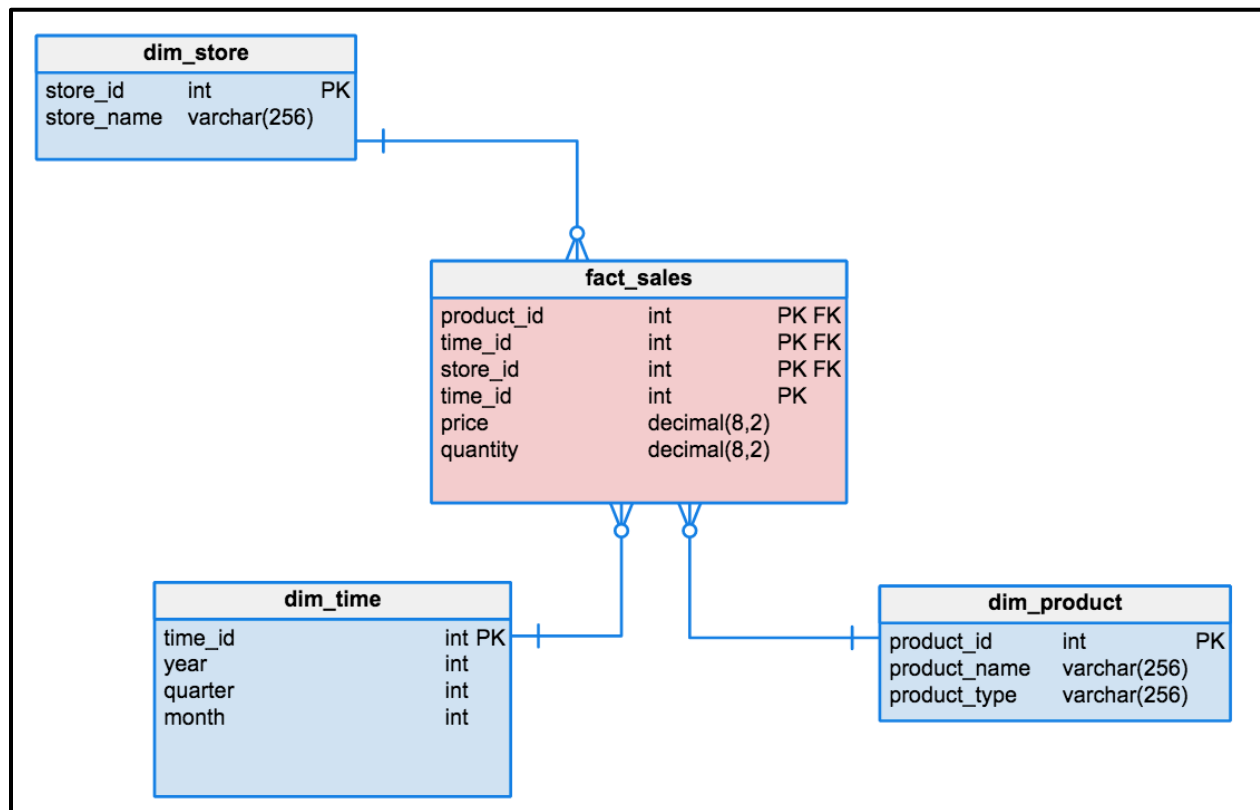 dim_store
store_id int PK
store_name varchar(256)
fact_sales
product_id int PK FK
time_id int PK FK
store_id int PK FK
time_id int PK
price decimal(8,2)
quantity decimal(8,2)
dim_time
time_id int PK
year int
quarter int
month int
dim_product
product_id int PK
product_name varchar(256)
product_type varchar(256)